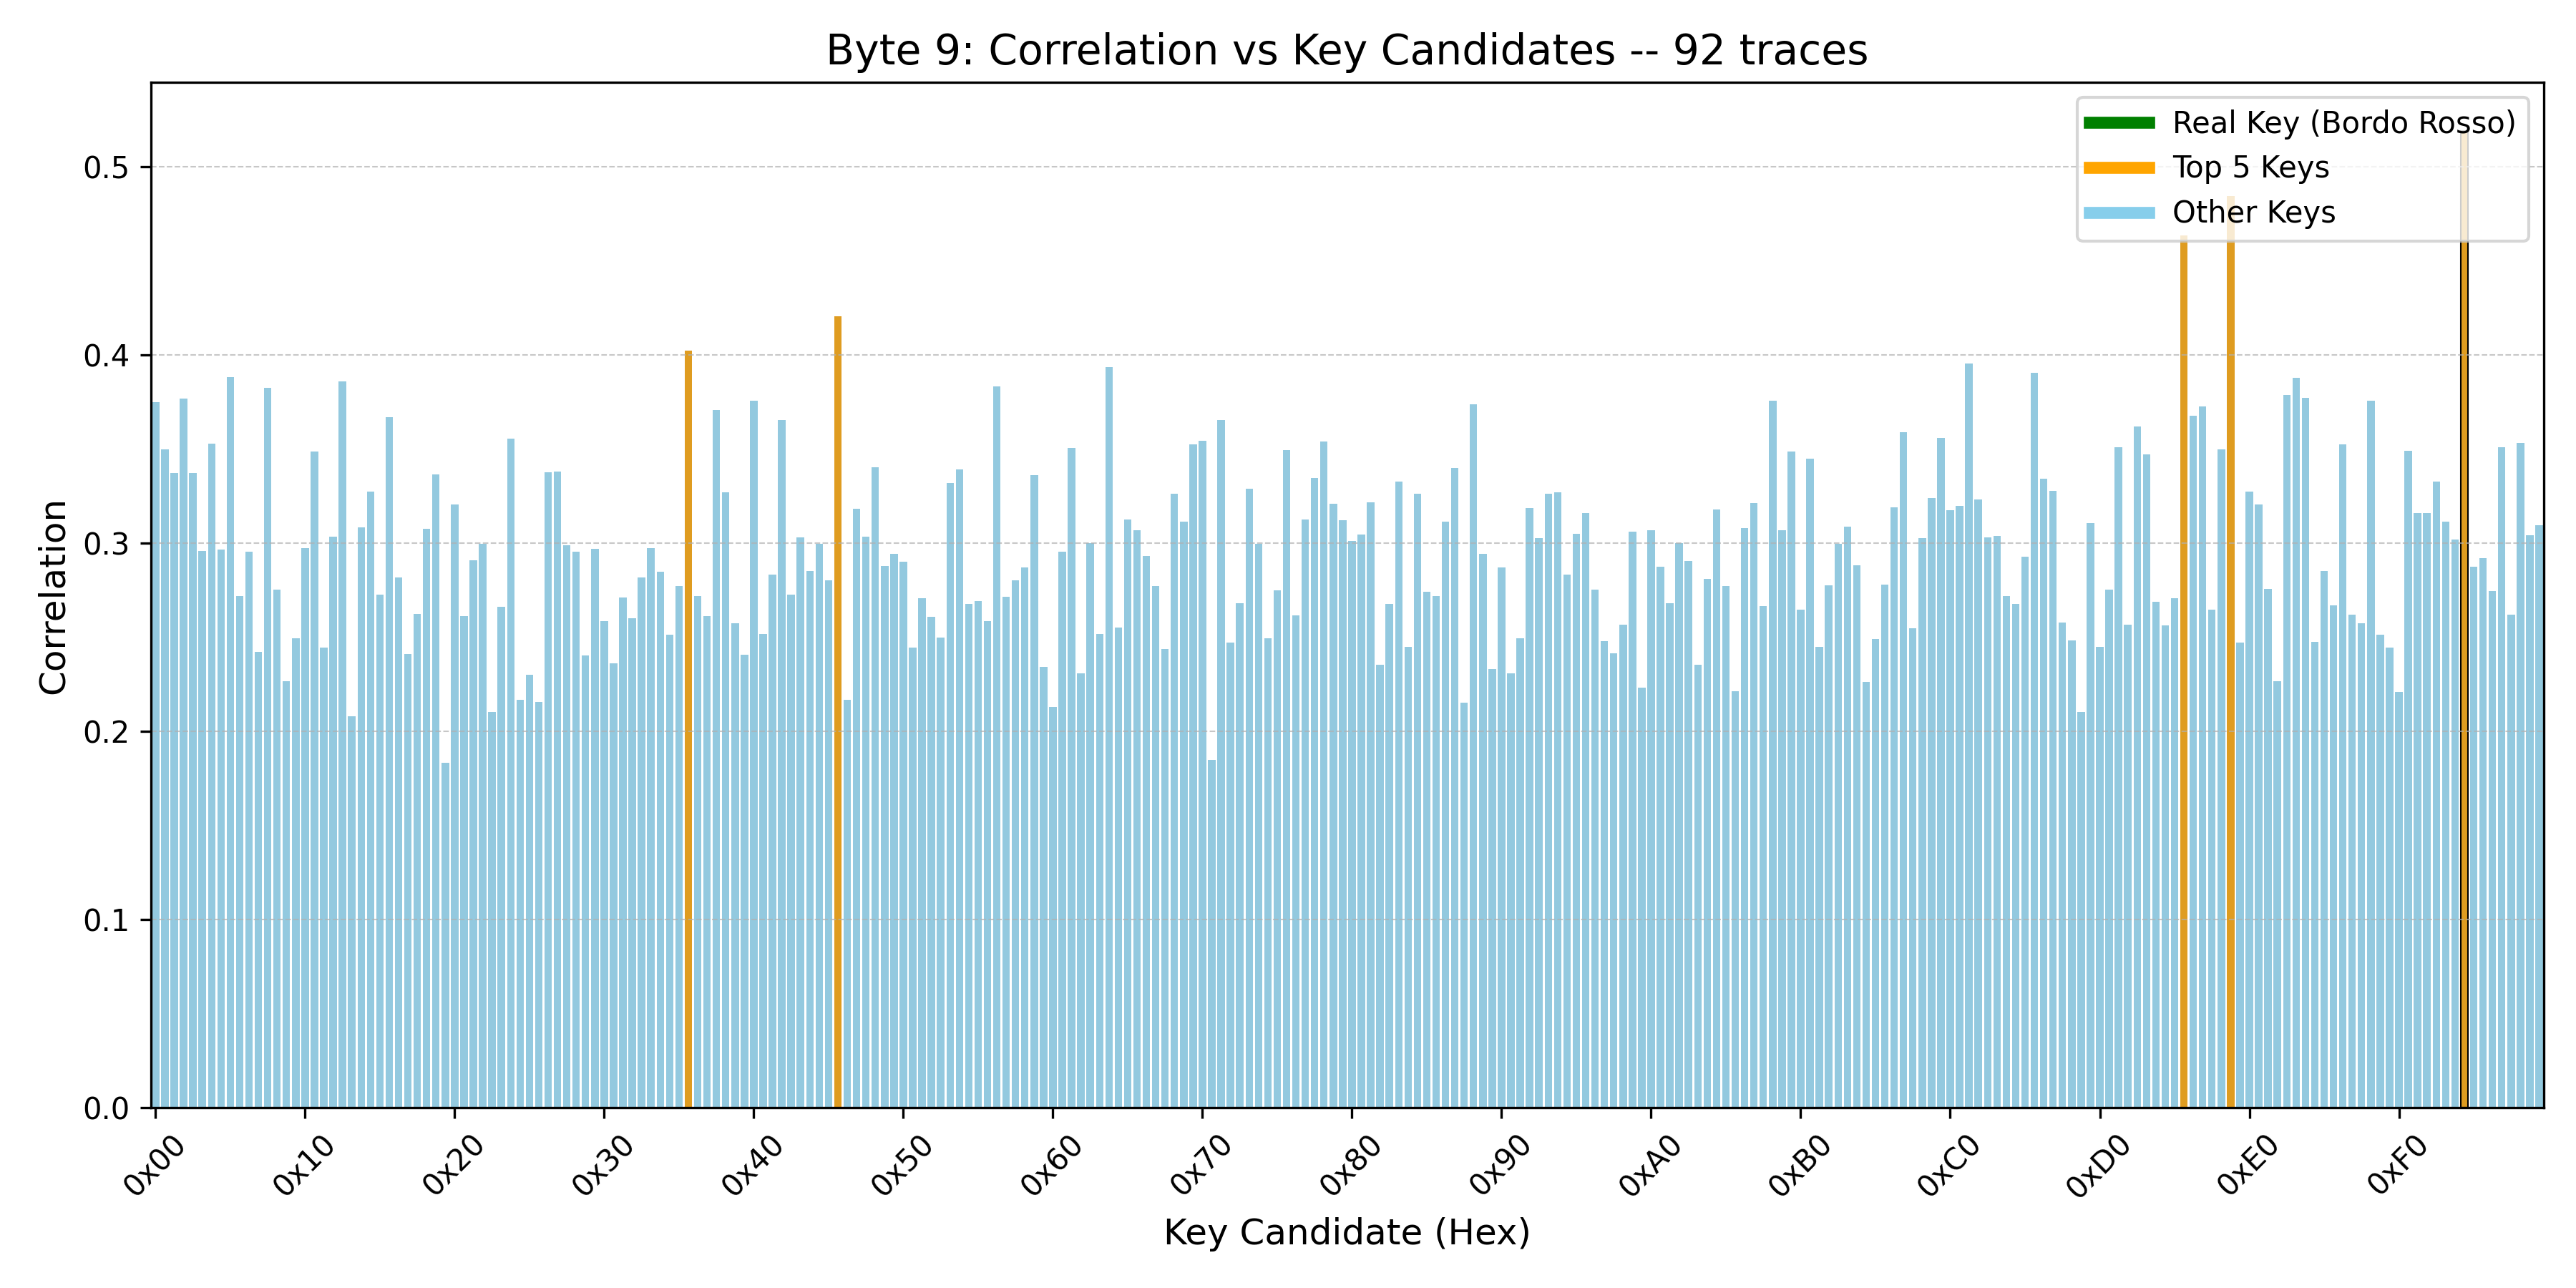 Byte 9: Correlation vs Key Candidates -- 92 traces
Real Key (Bordo Rosso)
Top 5 Keys
Other Keys
Correlation
0.5
0.4
0.3
0.2
0.1
0.0
0x00 0x10 0x20 0x30 0x40 0x50 0x60 0x70 0x80 0x90 0xA0 0xB0 0xC0 0xD0 0xE0 0xF0
Key Candidate (Hex)